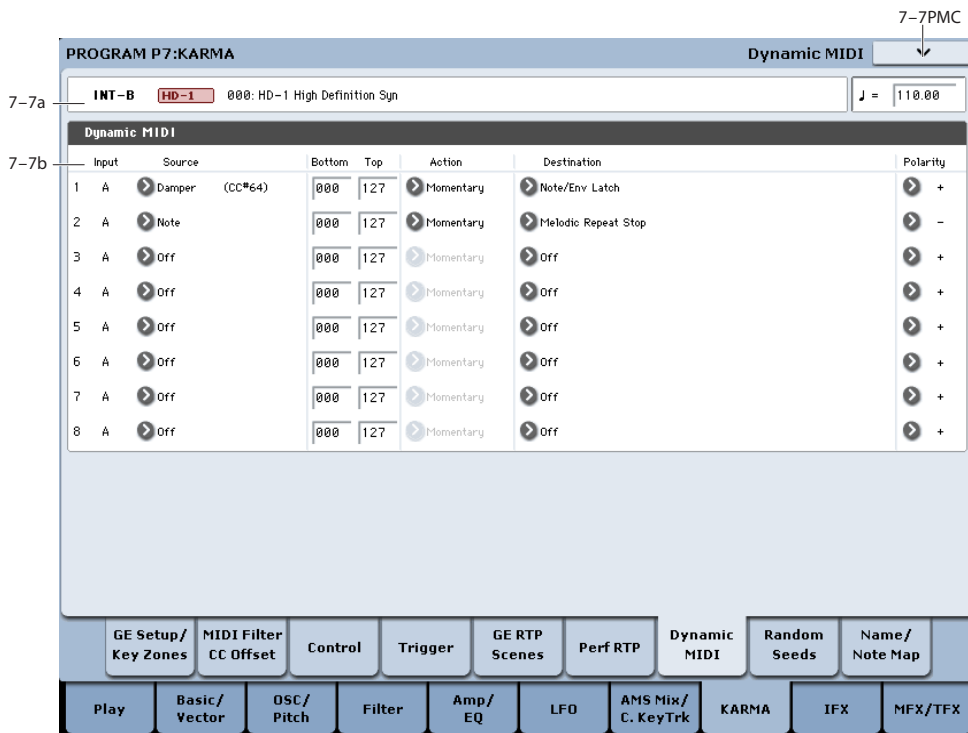 7-7PMC
PROGRAM P7:KARMA Dynamic MIDI
7-7a INT-B HD-1 000: HD-1 High Definition Syn ♩ = 110.00
Dynamic MIDI
7-7b Input Source Bottom Top Action Destination Polarity
1 A Damper (CC#64) 000 127 Momentary Note/Env Latch +
2 A Note 000 127 Momentary Melodic Repeat Stop -
3 A Off 000 127 Momentary Off +
4 A Off 000 127 Momentary Off +
5 A Off 000 127 Momentary Off +
6 A Off 000 127 Momentary Off +
7 A Off 000 127 Momentary Off +
8 A Off 000 127 Momentary Off +
GE Setup/ MIDI Filter Control Trigger GE RTP Perf RTP Dynamic Random Name/
Key Zones CC Offset Scenes MIDI Seeds Note Map
Play Basic/ OSC/ Filter Amp/ LFO AMS Mix/ KARMA IFX MFX/TFX
Vector Pitch EQ C. KeyTrk